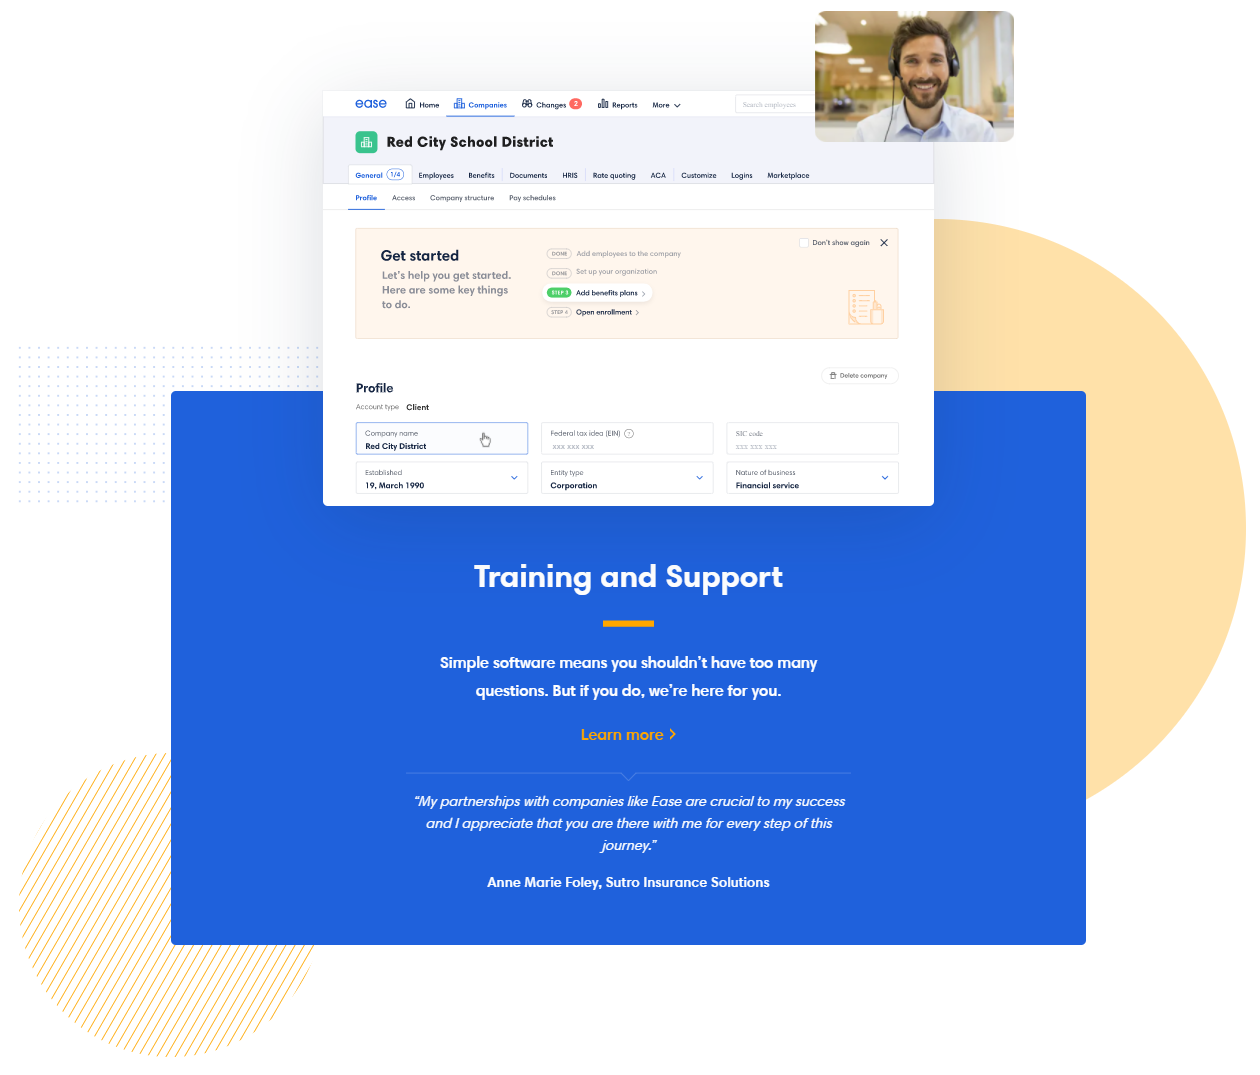 ease Home Companies Changes 2 Reports More Search employees
Red City School District
General 1/4 Employees Benefits Documents HRIS Rate quoting ACA Customize Logins Marketplace
Profile Access Company structure Pay schedules
Don't show again
Get started
Let's help you get started.
Here are some key things
to do.
DONE Add employees to the company
DONE Set up your organization
STEP 3 Add benefits plans
STEP 4 Open enrollment
Delete company
Profile
Account type Client
Company name
Red City District
Federal tax idea (EIN)
xxx xxx xxx
SIC code
xxx xxx xxx
Established
19, March 1990
Entity type
Corporation
Nature of business
Financial service
Training and Support
Simple software means you shouldn't have too many
questions. But if you do, we're here for you.
Learn more >
“My partnerships with companies like Ease are crucial to my success
and I appreciate that you are there with me for every step of this
journey.”
Anne Marie Foley, Sutro Insurance Solutions